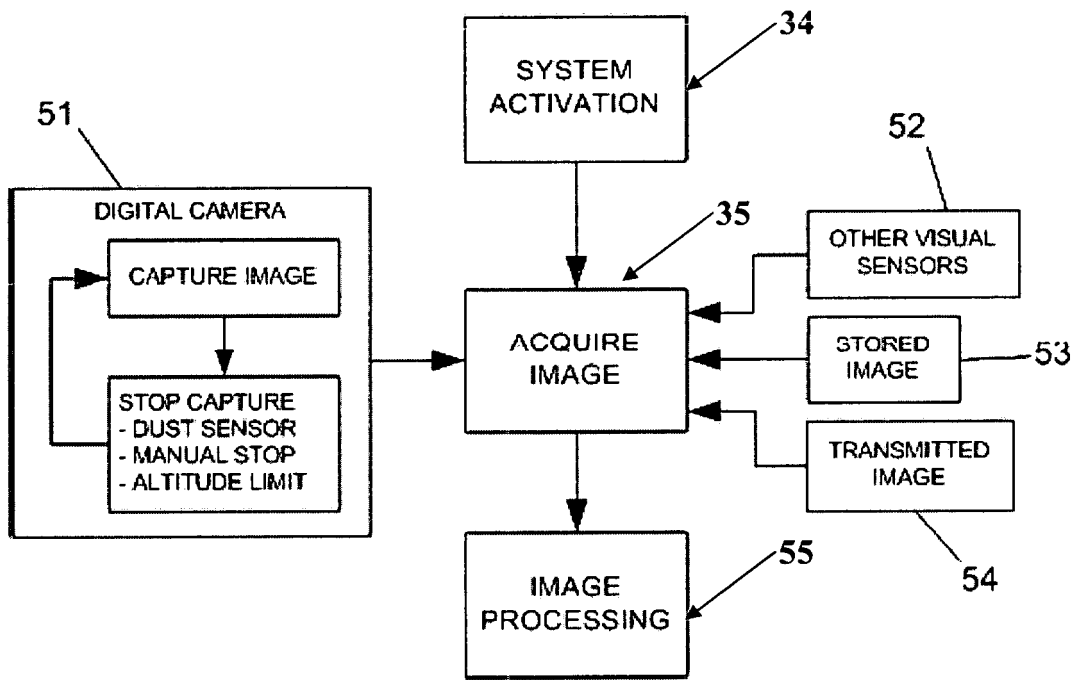 34
SYSTEM
ACTIVATION
51
52
DIGITAL CAMERA
35
OTHER VISUAL
SENSORS
CAPTURE IMAGE
ACQUIRE
IMAGE
STORED
IMAGE
53
STOP CAPTURE
- DUST SENSOR
- MANUAL STOP
- ALTITUDE LIMIT
TRANSMITTED
IMAGE
54
55
IMAGE
PROCESSING